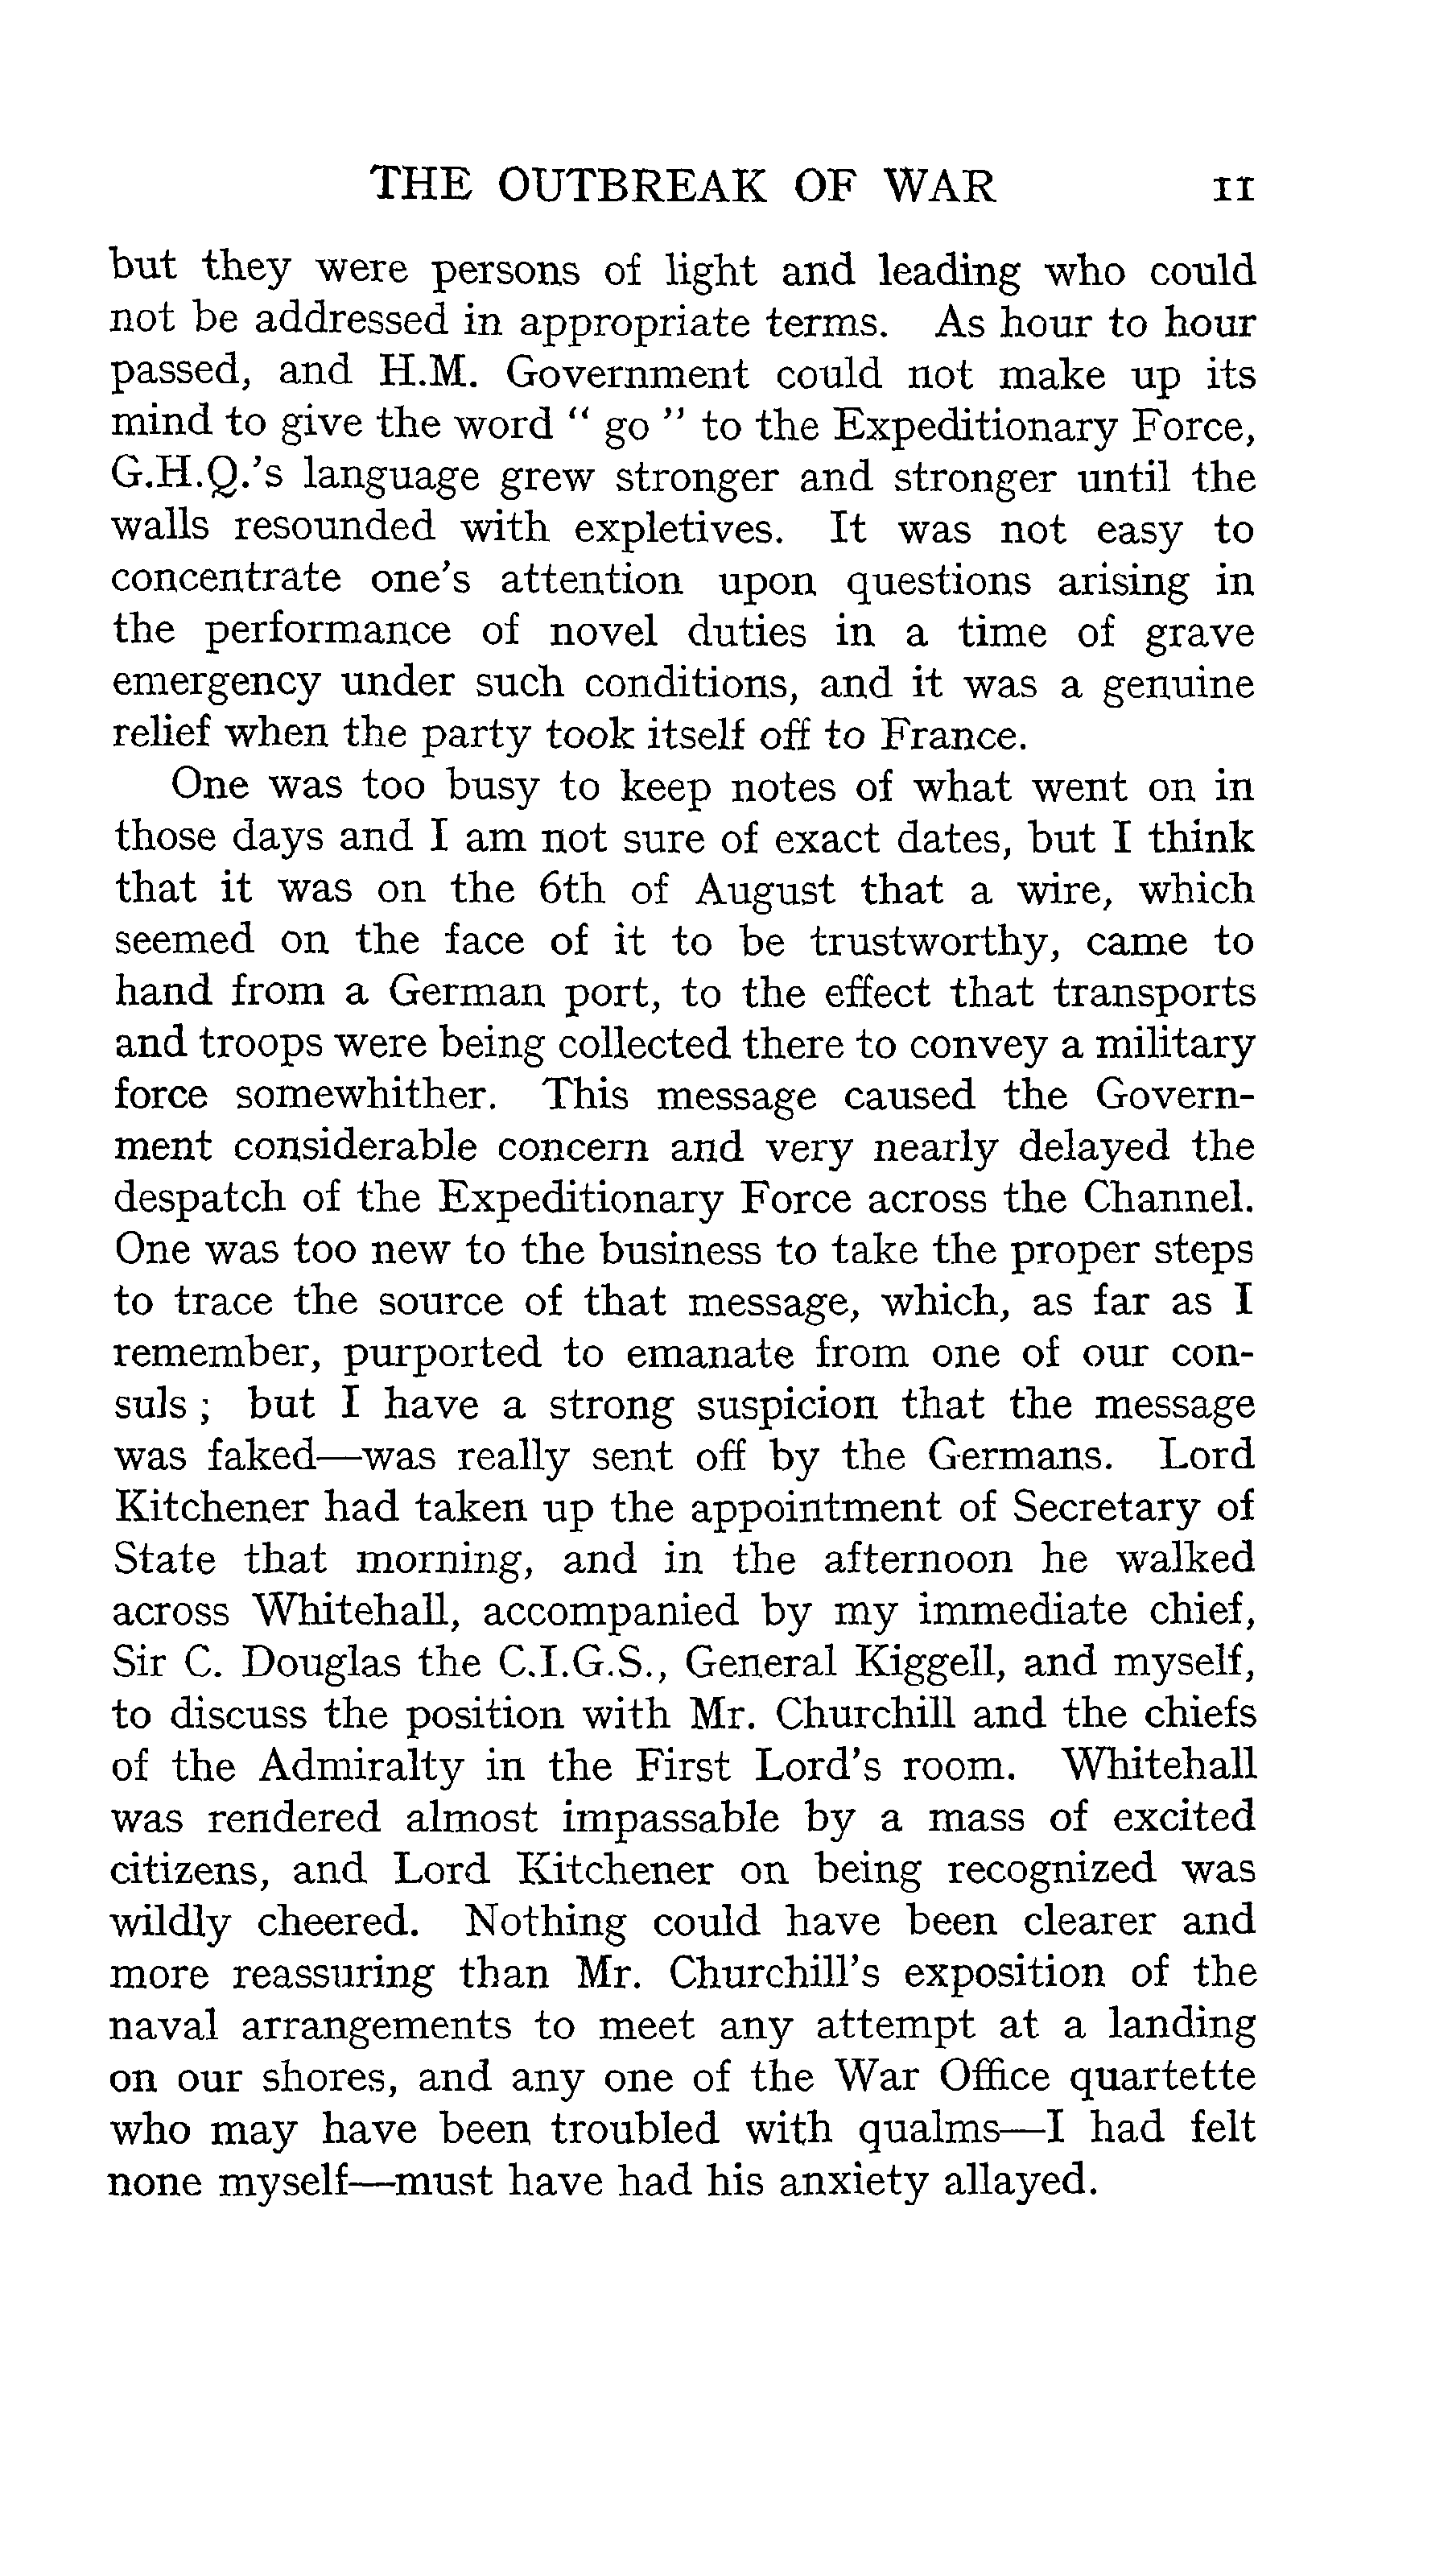 THE OUTBREAK OF WAR 11
but they were persons of light and leading who could
not be addressed in appropriate terms. As hour to hour
passed, and H.M. Government could not make up its
mind to give the word “ go ” to the Expeditionary Force,
G.H.Q.’s language grew stronger and stronger until the
walls resounded with expletives. It was not easy to
concentrate one’s attention upon questions arising in
the performance of novel duties in a time of grave
emergency under such conditions, and it was a genuine
relief when the party took itself off to France.
One was too busy to keep notes of what went on in
those days and I am not sure of exact dates, but I think
that it was on the 6th of August that a wire, which
seemed on the face of it to be trustworthy, came to
hand from a German port, to the effect that transports
and troops were being collected there to convey a military
force somewhither. This message caused the Govern-
ment considerable concern and very nearly delayed the
despatch of the Expeditionary Force across the Channel.
One was too new to the business to take the proper steps
to trace the source of that message, which, as far as I
remember, purported to emanate from one of our con-
suls ; but I have a strong suspicion that the message
was faked—was really sent off by the Germans. Lord
Kitchener had taken up the appointment of Secretary of
State that morning, and in the afternoon he walked
across Whitehall, accompanied by my immediate chief,
Sir C. Douglas the C.I.G.S., General Kiggell, and myself,
to discuss the position with Mr. Churchill and the chiefs
of the Admiralty in the First Lord’s room. Whitehall
was rendered almost impassable by a mass of excited
citizens, and Lord Kitchener on being recognized was
wildly cheered. Nothing could have been clearer and
more reassuring than Mr. Churchill’s exposition of the
naval arrangements to meet any attempt at a landing
on our shores, and any one of the War Office quartette
who may have been troubled with qualms—I had felt
none myself—must have had his anxiety allayed.